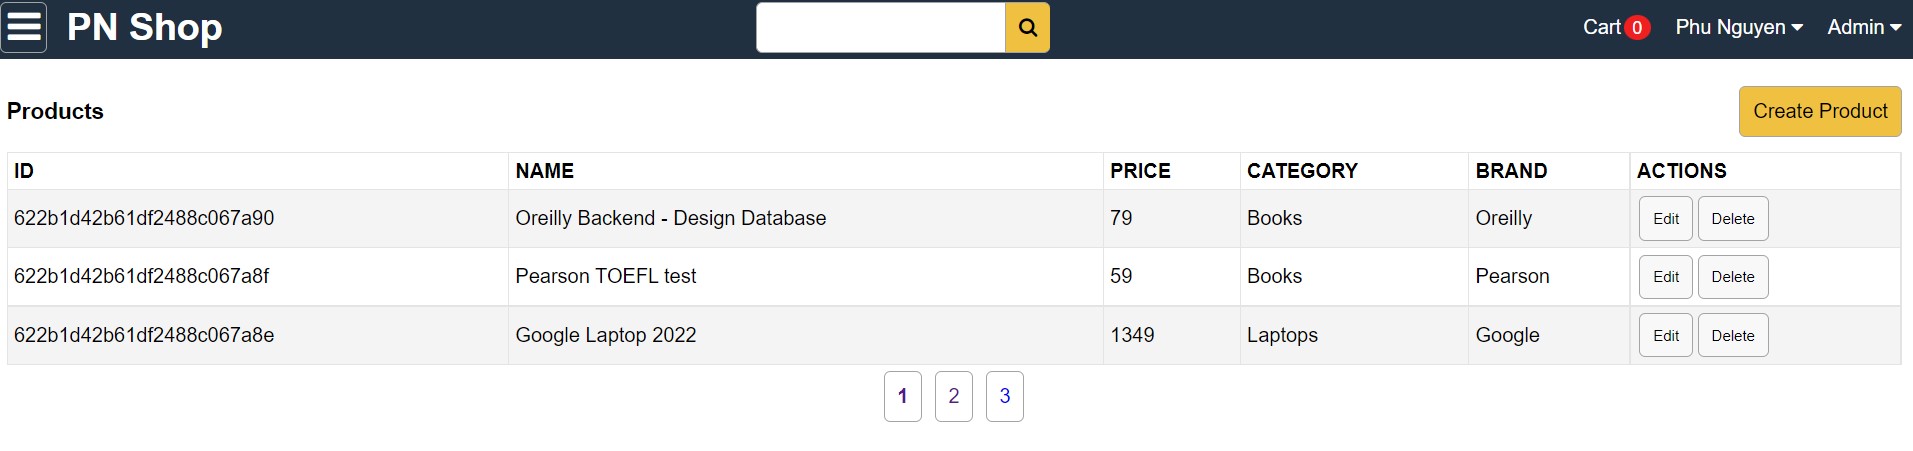 PN Shop Cart 0 Phu Nguyen Admin
Products Create Product
ID NAME PRICE CATEGORY BRAND ACTIONS
622b1d42b61df2488c067a90 Oreilly Backend - Design Database 79 Books Oreilly Edit Delete
622b1d42b61df2488c067a8f Pearson TOEFL test 59 Books Pearson Edit Delete
622b1d42b61df2488c067a8e Google Laptop 2022 1349 Laptops Google Edit Delete
1 2 3